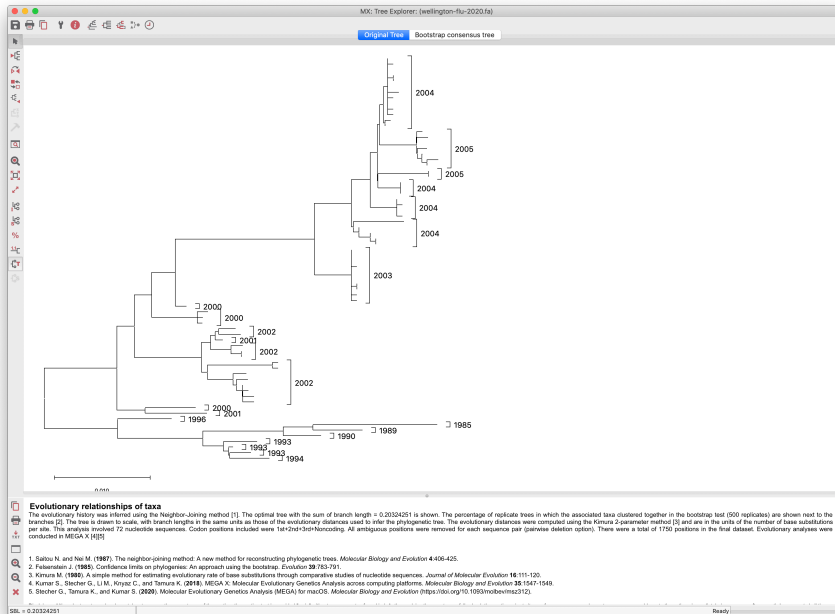 MX: Tree Explorer: (wellington-flu-2020.fa)
Original Tree
Bootstrap consensus tree
2004
2005
2005
2004
2004
2004
2003
2000
2000
2002
2001
2002
2002
2000
2001
1996
1985
1989
1990
1993
1993
1993
1994
Evolutionary relationships of taxa
The evolutionary history was inferred using the Neighbor-Joining method [1]. The optimal tree with the sum of branch length = 0.20324251 is shown. The percentage of replicate trees in which the associated taxa clustered together in the bootstrap test (500 replicates) are shown next to the
branches [2]. The tree is drawn to scale, with branch lengths in the same units as those of the evolutionary distances used to infer the phylogenetic tree. The evolutionary distances were computed using the Kimura 2-parameter method [3] and are in the units of the number of base substitutions
per site. This analysis involved 72 nucleotide sequences. Codon positions included were 1st+2nd+3rd+Noncoding. All ambiguous positions were removed for each sequence pair (pairwise deletion option). There were a total of 1750 positions in the final dataset. Evolutionary analyses were
conducted in MEGA X [4][5]
1. Saitou N. and Nei M. (1987). The neighbor-joining method: A new method for reconstructing phylogenetic trees. Molecular Biology and Evolution 4:406-425.
2. Felsenstein J. (1985). Confidence limits on phylogenies: An approach using the bootstrap. Evolution 39:783-791.
3. Kimura M. (1980). A simple method for estimating evolutionary rate of base substitutions through comparative studies of nucleotide sequences. Journal of Molecular Evolution 16:111-120.
4. Kumar S., Stecher G., Li M., Knyaz C., and Tamura K. (2018). MEGA X: Molecular Evolutionary Genetics Analysis across computing platforms. Molecular Biology and Evolution 35:1547-1549.
5. Stecher G., Tamura K., and Kumar S. (2020). Molecular Evolutionary Genetics Analysis (MEGA) for macOS. Molecular Biology and Evolution (https://doi.org/10.1093/molbev/msz312).
SBL = 0.20324251
Ready